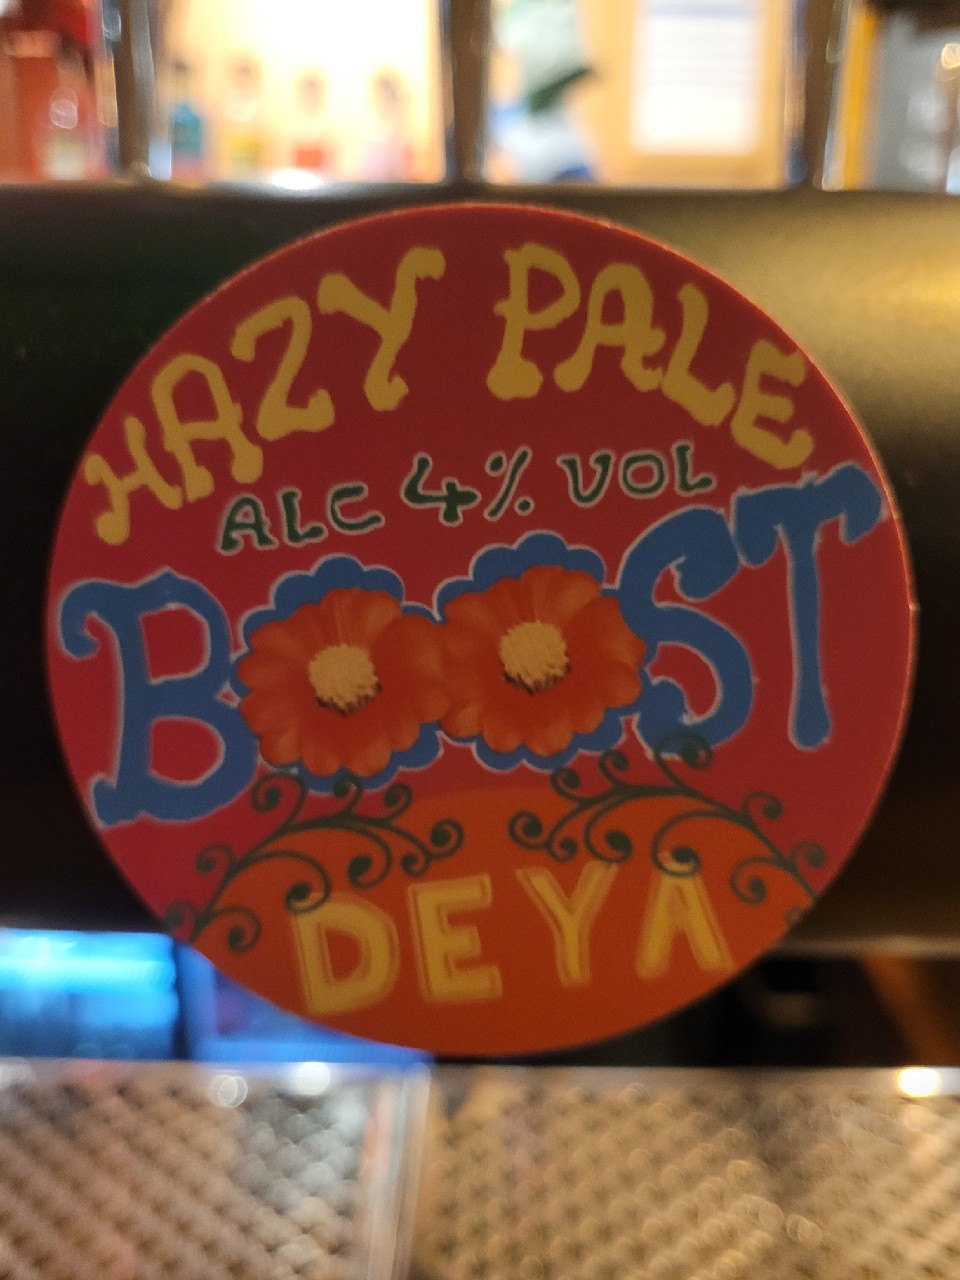 HAZY PALE
ALC 4% VOL
BOOST
DEYA